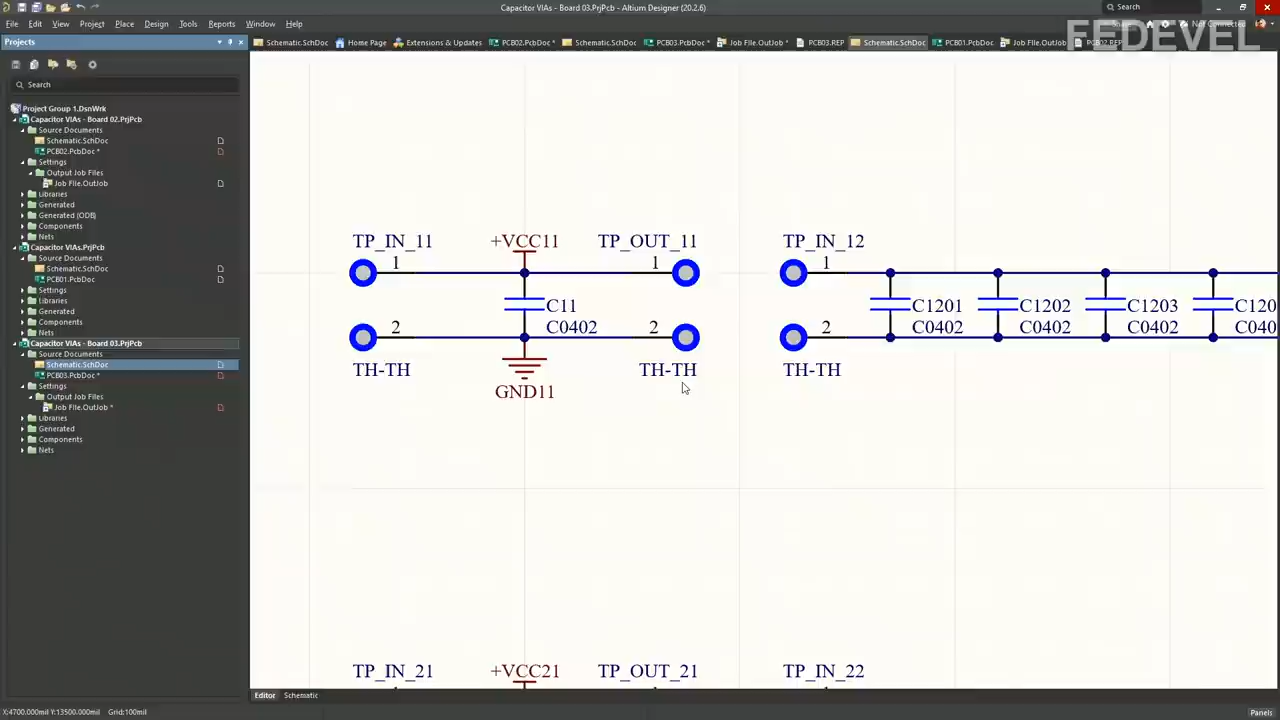 Capacitor VIAs - Board 03.PrjPcb - Altium Designer (20.2.6)
Search
File Edit View Project Place Design Tools Reports Window Help
Not Connected
FEDEVEL
Projects
Schematic.SchDoc Home Page Extensions & Updates PCB02.PcbDoc * Schematic.SchDoc PCB03.PcbDoc * Job File.OutJob * PCB03.REP Schematic.SchDoc PCB01.PcbDoc Job File.OutJob PCB02.REP
Search
Project Group 1.DsnWrk
Capacitor VIAs - Board 02.PrjPcb
Source Documents
Schematic.SchDoc
PCB02.PcbDoc *
Settings
Output Job Files
Job File.OutJob
Libraries
Generated
Generated (ODB)
Components
Nets
Capacitor VIAs.PrjPcb
Source Documents
Schematic.SchDoc
PCB01.PcbDoc
Settings
Libraries
Generated
Components
Nets
Capacitor VIAs - Board 03.PrjPcb
Source Documents
Schematic.SchDoc
PCB03.PcbDoc *
Settings
Output Job Files
Job File.OutJob *
Libraries
Generated
Components
Nets
TP_IN_11 +VCC11 TP_OUT_11 TP_IN_12
1 1 1
C11 C1201 C1202 C1203 C120
C0402 C0402 C0402 C0402 C040
2 2 2
TH-TH TH-TH TH-TH
GND11
TP_IN_21 +VCC21 TP_OUT_21 TP_IN_22
Editor Schematic
X:4700.000mil Y:13500.000mil Grid:100mil
Panels